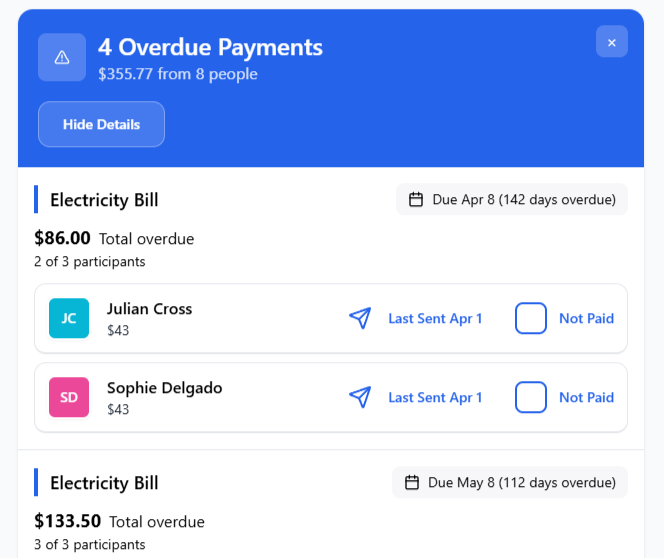 4 Overdue Payments
×
$355.77 from 8 people
Hide Details
Electricity Bill
Due Apr 8 (142 days overdue)
$86.00 Total overdue
2 of 3 participants
JC
Julian Cross
$43
Last Sent Apr 1
Not Paid
SD
Sophie Delgado
$43
Last Sent Apr 1
Not Paid
Electricity Bill
Due May 8 (112 days overdue)
$133.50 Total overdue
3 of 3 participants